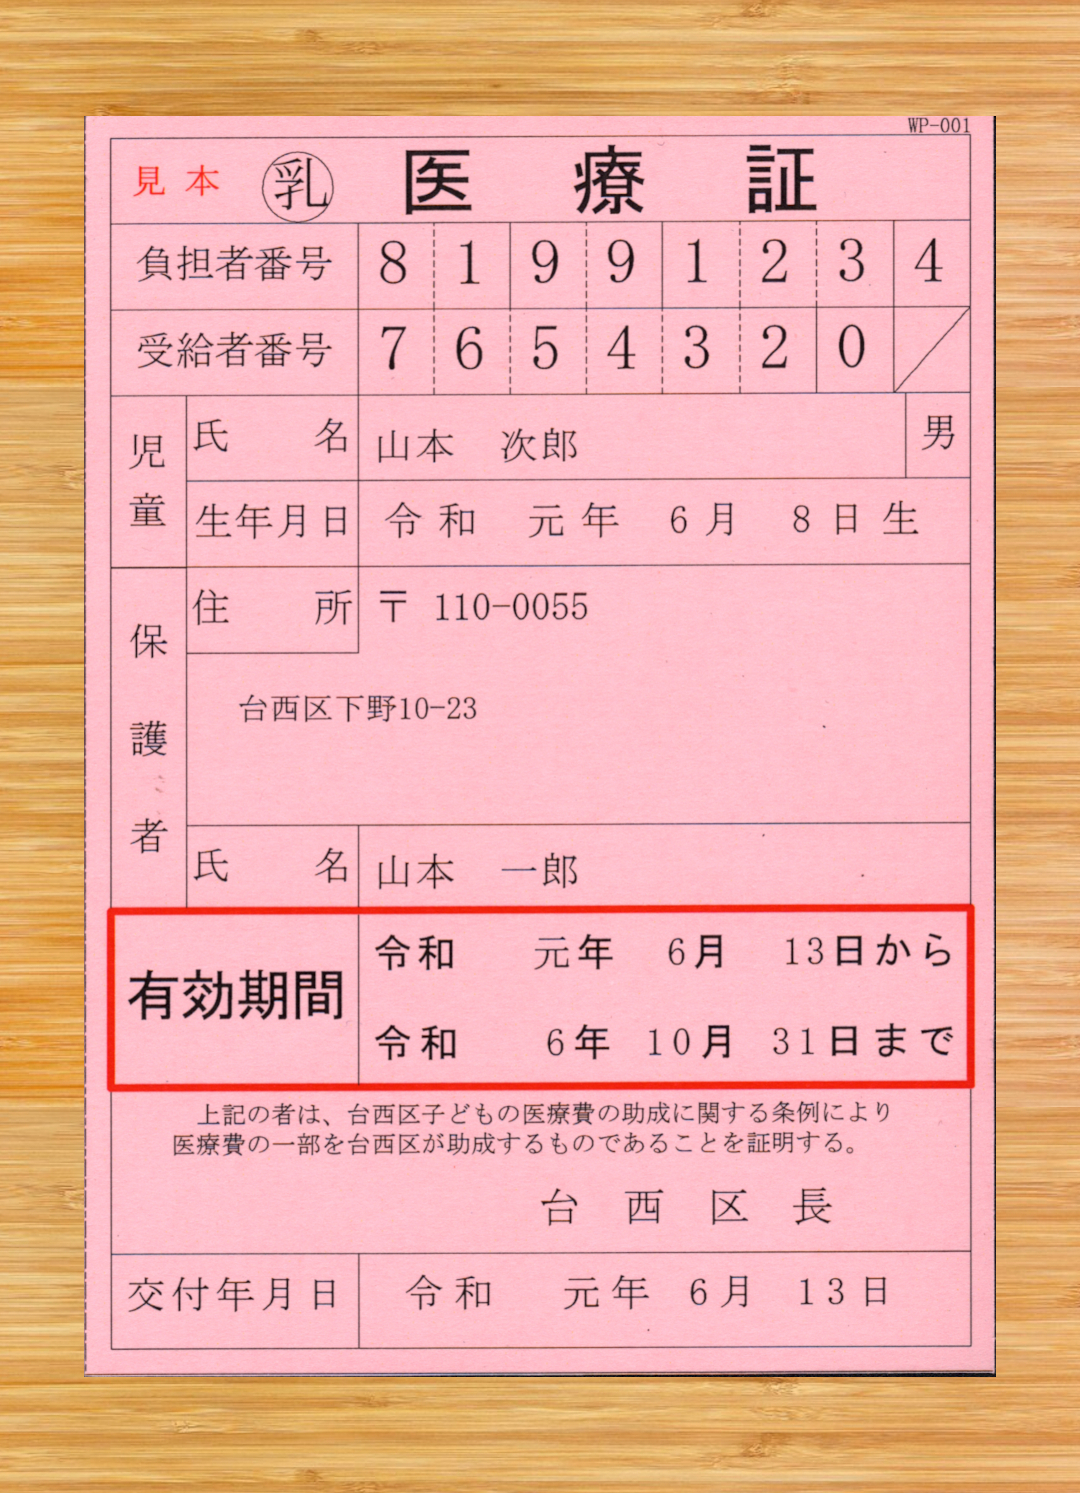 WP-001
見本 ㊙乳 医療証
負担者番号 8 1 9 9 1 2 3 4
受給者番号 7 6 5 4 3 2 0
児童 氏名 山本 次郎 男
生年月日 令和 元年 6月 8日生
保護者 住所 〒 110-0055
台西区下野10-23
氏名 山本 一郎
有効期間 令和 元年 6月 13日から
令和 6年 10月 31日まで
上記の者は、台西区子どもの医療費の助成に関する条例により
医療費の一部を台西区が助成するものであることを証明する。
台西区長
交付年月日 令和 元年 6月 13日